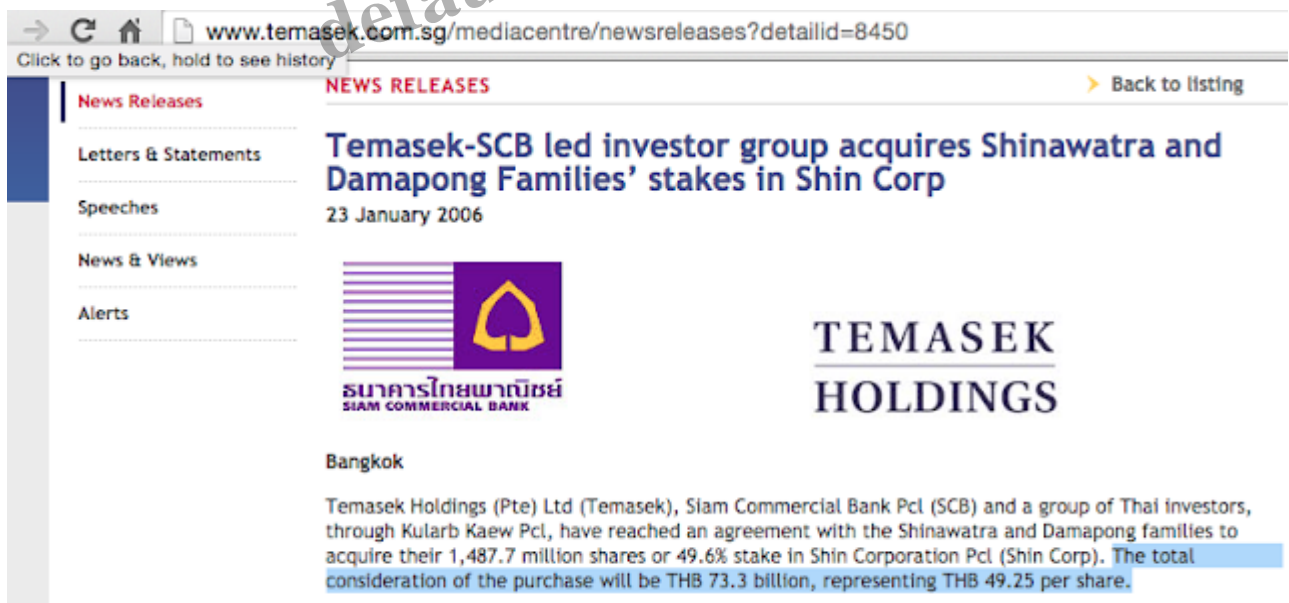 www.temasek.com.sg/mediacentre/newsreleases?detailid=8450
Click to go back, hold to see history
News Releases
Letters & Statements
Speeches
News & Views
Alerts
NEWS RELEASES
Back to listing
Temasek-SCB led investor group acquires Shinawatra and
Damapong Families’ stakes in Shin Corp
23 January 2006
ธนาคารไทยพาณิชย์
SIAM COMMERCIAL BANK
TEMASEK
HOLDINGS
Bangkok
Temasek Holdings (Pte) Ltd (Temasek), Siam Commercial Bank Pcl (SCB) and a group of Thai investors,
through Kularb Kaew Pcl, have reached an agreement with the Shinawatra and Damapong families to
acquire their 1,487.7 million shares or 49.6% stake in Shin Corporation Pcl (Shin Corp). The total
consideration of the purchase will be THB 73.3 billion, representing THB 49.25 per share.